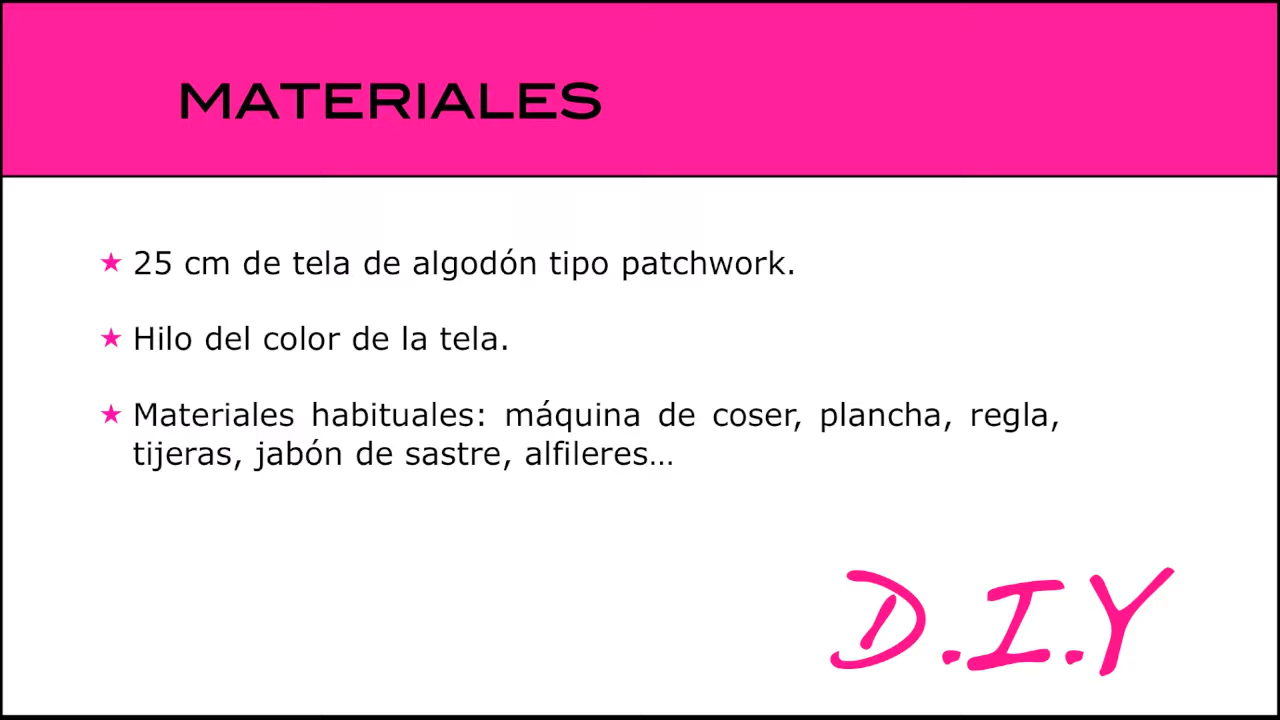 MATERIALES
★ 25 cm de tela de algodón tipo patchwork.
★ Hilo del color de la tela.
★ Materiales habituales: máquina de coser, plancha, regla,
tijeras, jabón de sastre, alfileres…
D.I.Y